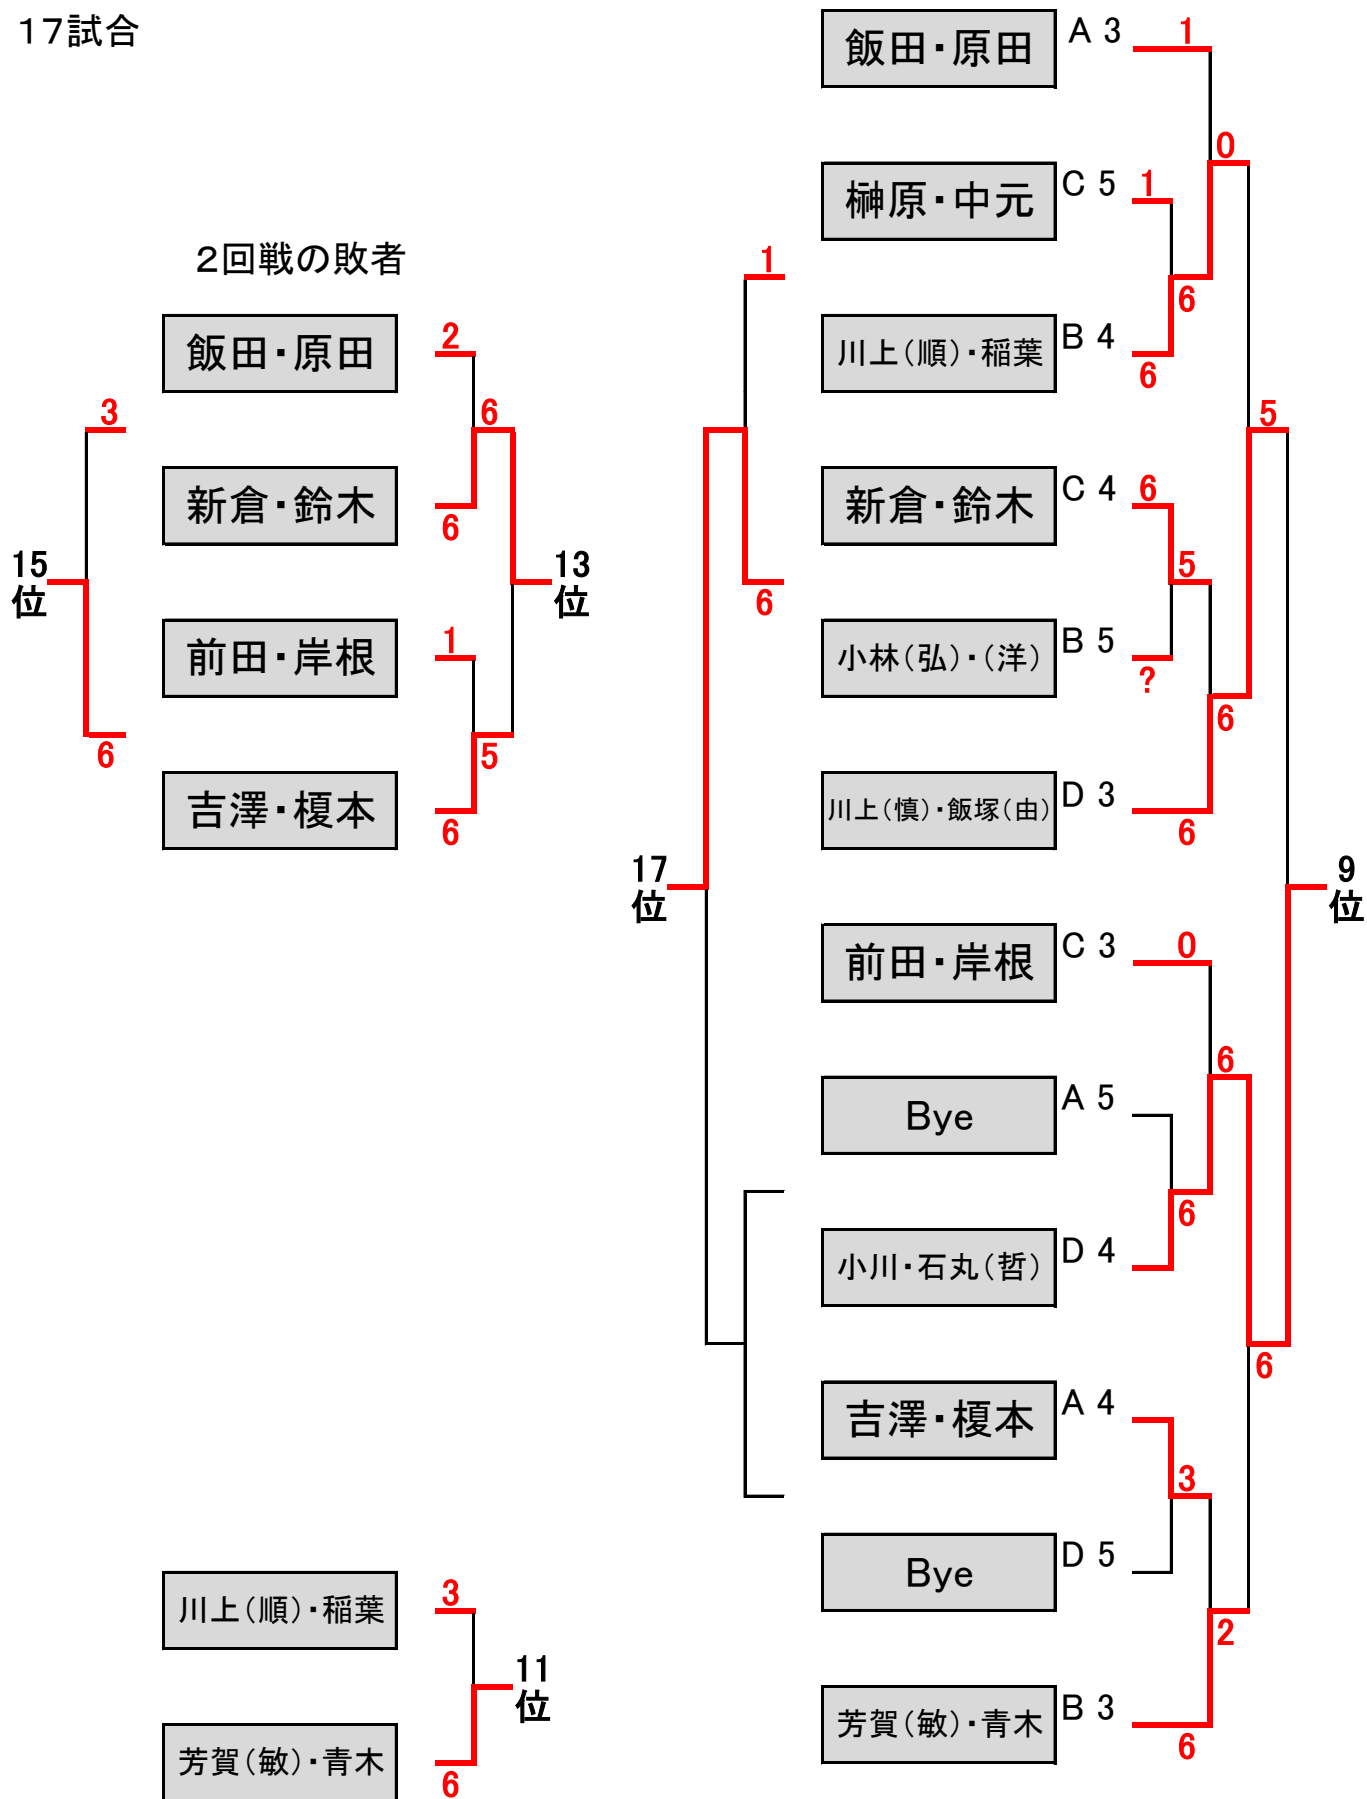 17試合
2回戦の敗者
飯田・原田
2
新倉・鈴木
6
6
前田・岸根
1
吉澤・榎本
6
5
13
位
3
6
15
位
川上(順)・稲葉
3
芳賀(敏)・青木
6
11
位
1
6
17
位
飯田・原田
A 3
1
榊原・中元
C 5
1
川上(順)・稲葉
B 4
6
6
0
新倉・鈴木
C 4
6
小林(弘)・(洋)
B 5
?
5
川上(慎)・飯塚(由)
D 3
6
6
5
前田・岸根
C 3
0
Bye
A 5
小川・石丸(哲)
D 4
6
6
吉澤・榎本
A 4
3
Bye
D 5
芳賀(敏)・青木
B 3
6
2
6
9
位